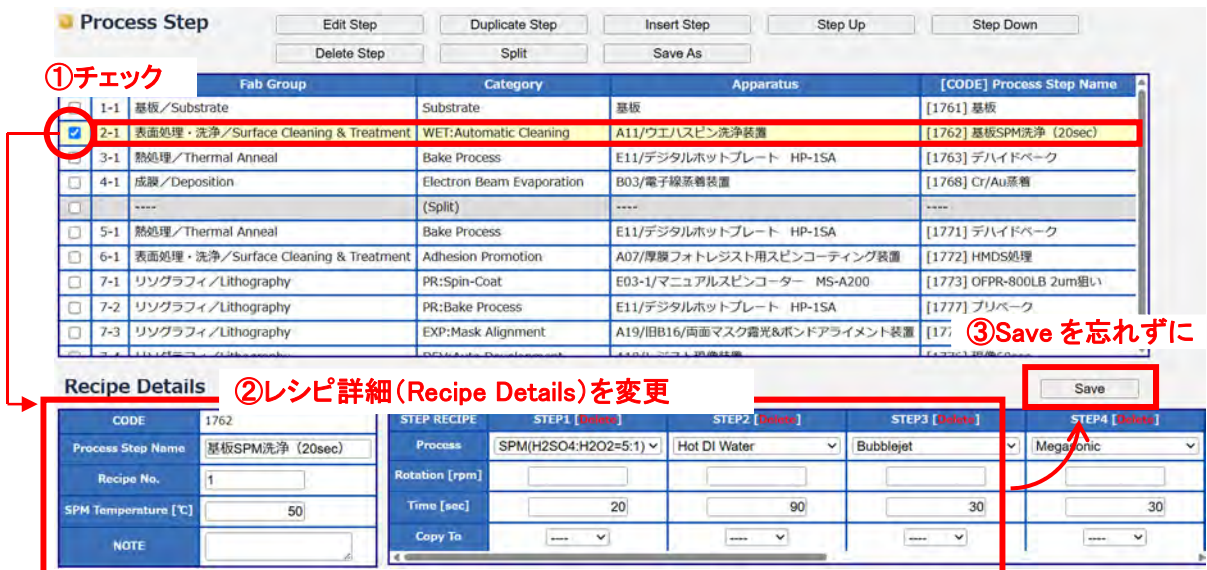 Process Step
Edit Step Duplicate Step Insert Step Step Up Step Down
Delete Step Split Save As
①チェック
Fab Group Category Apparatus [CODE] Process Step Name
1-1 基板／Substrate Substrate 基板 [1761] 基板
2-1 表面処理・洗浄／Surface Cleaning & Treatment WET:Automatic Cleaning A11/ウエハスピン洗浄装置 [1762] 基板SPM洗浄（20sec）
3-1 熱処理／Thermal Anneal Bake Process E11/デジタルホットプレート HP-1SA [1763] デハイドベーク
4-1 成膜／Deposition Electron Beam Evaporation B03/電子線蒸着装置 [1768] Cr/Au蒸着
---- (Split) ---- ----
5-1 熱処理／Thermal Anneal Bake Process E11/デジタルホットプレート HP-1SA [1771] デハイドベーク
6-1 表面処理・洗浄／Surface Cleaning & Treatment Adhesion Promotion A07/厚膜フォトレジスト用スピンコーティング装置 [1772] HMDS処理
7-1 リソグラフィ／Lithography PR:Spin-Coat E03-1/マニュアルスピンコーター MS-A200 [1773] OFPR-800LB 2um狙い
7-2 リソグラフィ／Lithography PR:Bake Process E11/デジタルホットプレート HP-1SA [1777] プリベーク
7-3 リソグラフィ／Lithography EXP:Mask Alignment A19/旧B16/両面マスク露光&ボンドアライメント装置 [177
③Save を忘れずに
Recipe Details
②レシピ詳細（Recipe Details）を変更
Save
CODE 1762
Process Step Name 基板SPM洗浄（20sec）
Recipe No. 1
SPM Temperature [℃] 50
NOTE
STEP RECIPE STEP1 [Delete] STEP2 [Delete] STEP3 [Delete] STEP4 [Delete]
Process SPM(H2SO4:H2O2=5:1) Hot DI Water Bubblejet Megasonic
Rotation [rpm]
Time [sec] 20 90 30 30
Copy To ---- ---- ---- ----